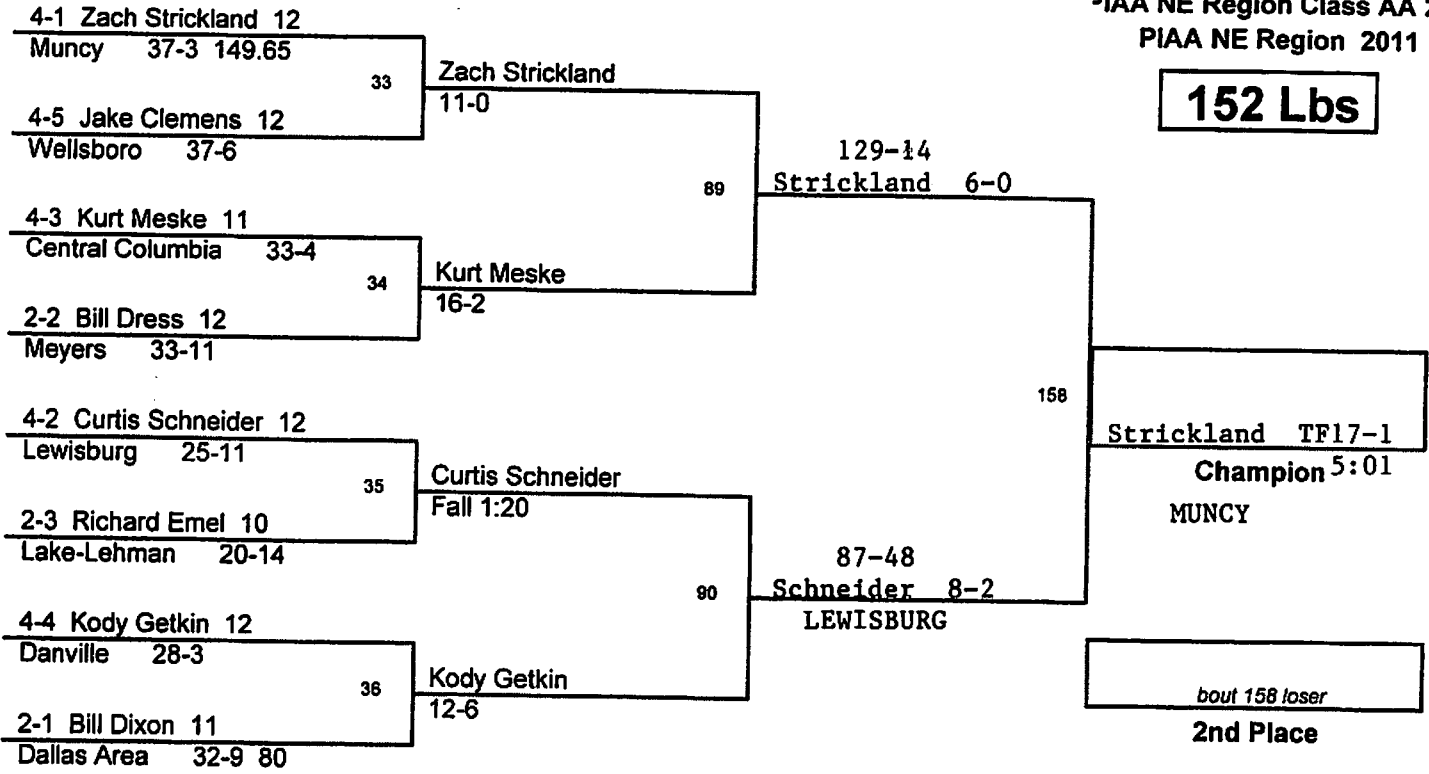 PIAA NE Region Class AA
PIAA NE Region 2011
152 Lbs
4-1 Zach Strickland 12
Muncy 37-3 149.65
33
Zach Strickland
11-0
4-5 Jake Clemens 12
Wellsboro 37-6
89
129-14
Strickland 6-0
4-3 Kurt Meske 11
Central Columbia 33-4
34
Kurt Meske
16-2
2-2 Bill Dress 12
Meyers 33-11
158
Strickland TF17-1
Champion 5:01
MUNCY
4-2 Curtis Schneider 12
Lewisburg 25-11
35
Curtis Schneider
Fall 1:20
2-3 Richard Emel 10
Lake-Lehman 20-14
90
87-48
Schneider 8-2
LEWISBURG
4-4 Kody Getkin 12
Danville 28-3
36
Kody Getkin
12-6
2-1 Bill Dixon 11
Dallas Area 32-9 80
bout 158 loser
2nd Place